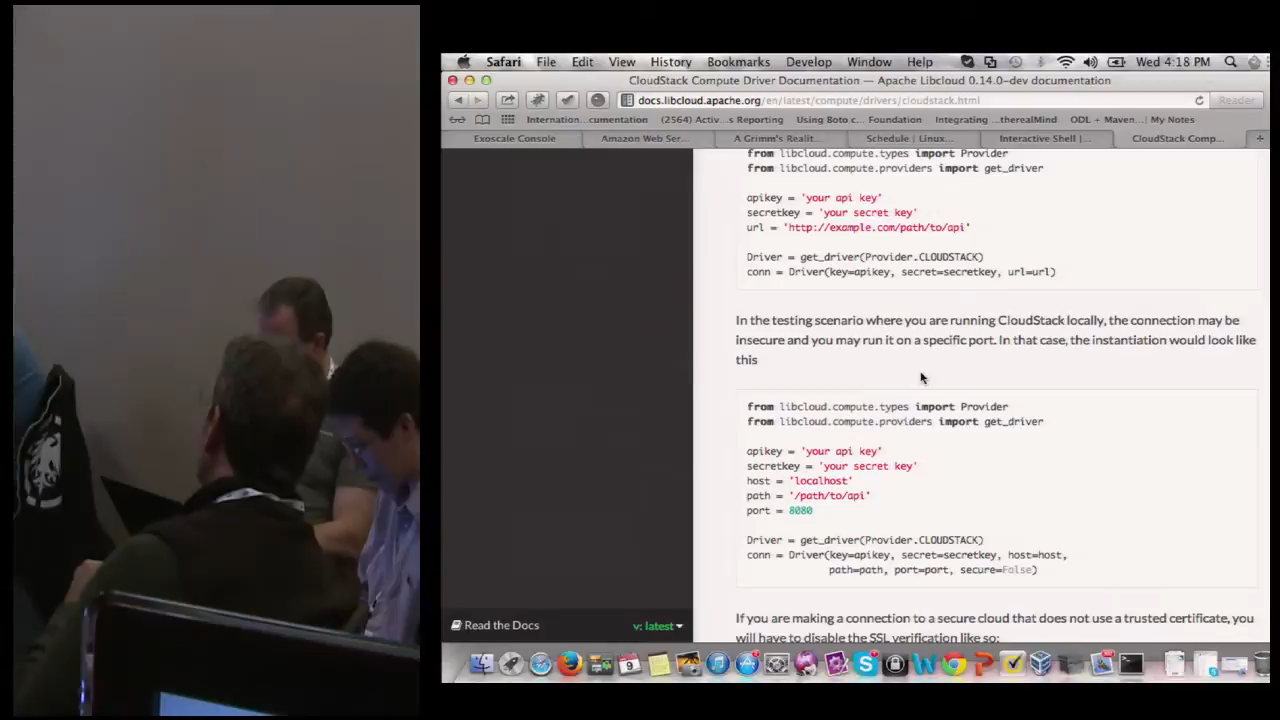 Safari File Edit View History Bookmarks Develop Window Help Wed 4:18 PM
CloudStack Compute Driver Documentation — Apache Libcloud 0.14.0-dev documentation
docs.libcloud.apache.org/en/latest/compute/drivers/cloudstack.html Reader
Internation...cumentation (2564) Activ...s Reporting Using Boto c... Foundation Integrating ...therealMind ODL + Maven... | My Notes
Exoscale Console Amazon Web Ser... A Grimm's Realit... Schedule | Linux... Interactive Shell |... CloudStack Comp...
from libcloud.compute.types import Provider
from libcloud.compute.providers import get_driver
apikey = 'your api key'
secretkey = 'your secret key'
url = 'http://example.com/path/to/api'
Driver = get_driver(Provider.CLOUDSTACK)
conn = Driver(key=apikey, secret=secretkey, url=url)
In the testing scenario where you are running CloudStack locally, the connection may be
insecure and you may run it on a specific port. In that case, the instantiation would look like
this
from libcloud.compute.types import Provider
from libcloud.compute.providers import get_driver
apikey = 'your api key'
secretkey = 'your secret key'
host = 'localhost'
path = '/path/to/api'
port = 8080
Driver = get_driver(Provider.CLOUDSTACK)
conn = Driver(key=apikey, secret=secretkey, host=host,
path=path, port=port, secure=False)
If you are making a connection to a secure cloud that does not use a trusted certificate, you
will have to disable the SSL verification like so:
Read the Docs v: latest